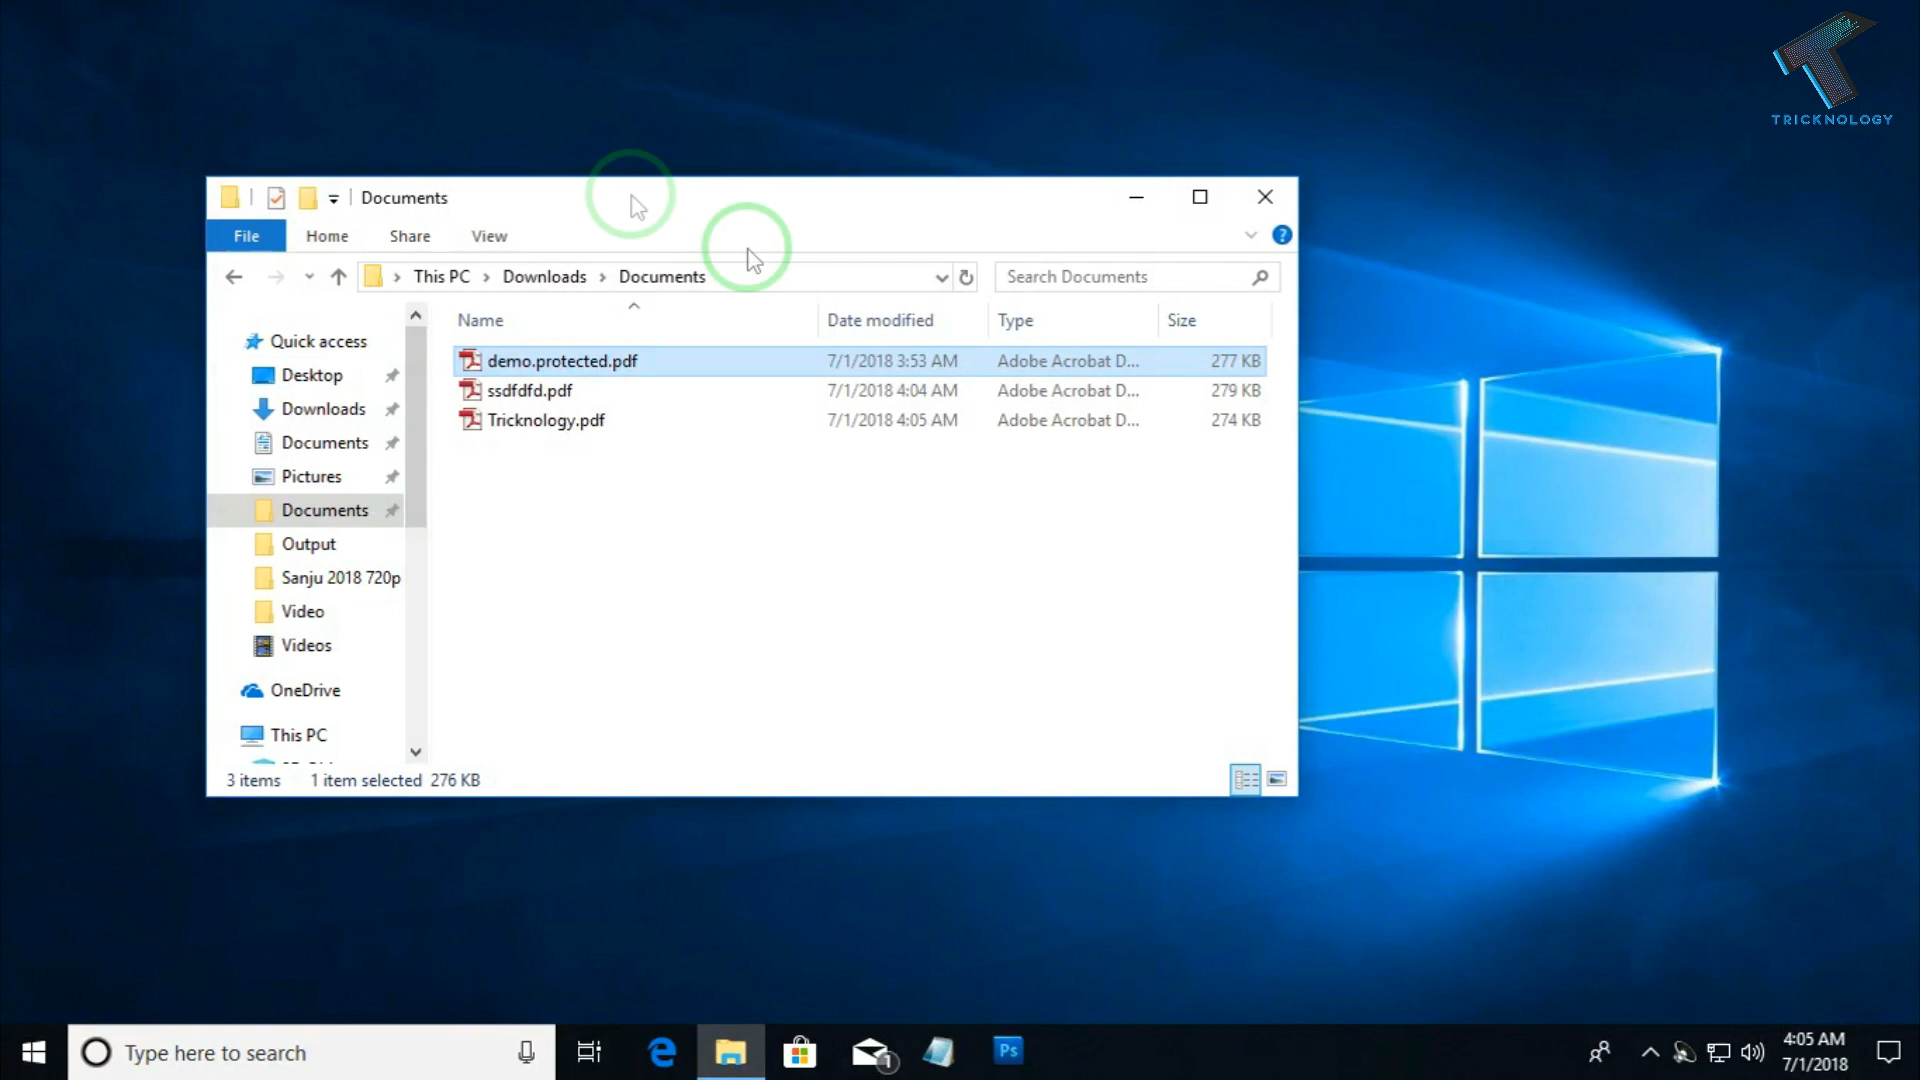 TRICKNOLOGY
Documents
File Home Share View
This PC Downloads Documents
Search Documents
Name Date modified Type Size
demo.protected.pdf 7/1/2018 3:53 AM Adobe Acrobat D... 277 KB
ssdfdfd.pdf 7/1/2018 4:04 AM Adobe Acrobat D... 279 KB
Tricknology.pdf 7/1/2018 4:05 AM Adobe Acrobat D... 274 KB
Quick access
Desktop
Downloads
Documents
Pictures
Documents
Output
Sanju 2018 720p
Video
Videos
OneDrive
This PC
3 items 1 item selected 276 KB
Type here to search
1
Ps
4:05 AM
7/1/2018